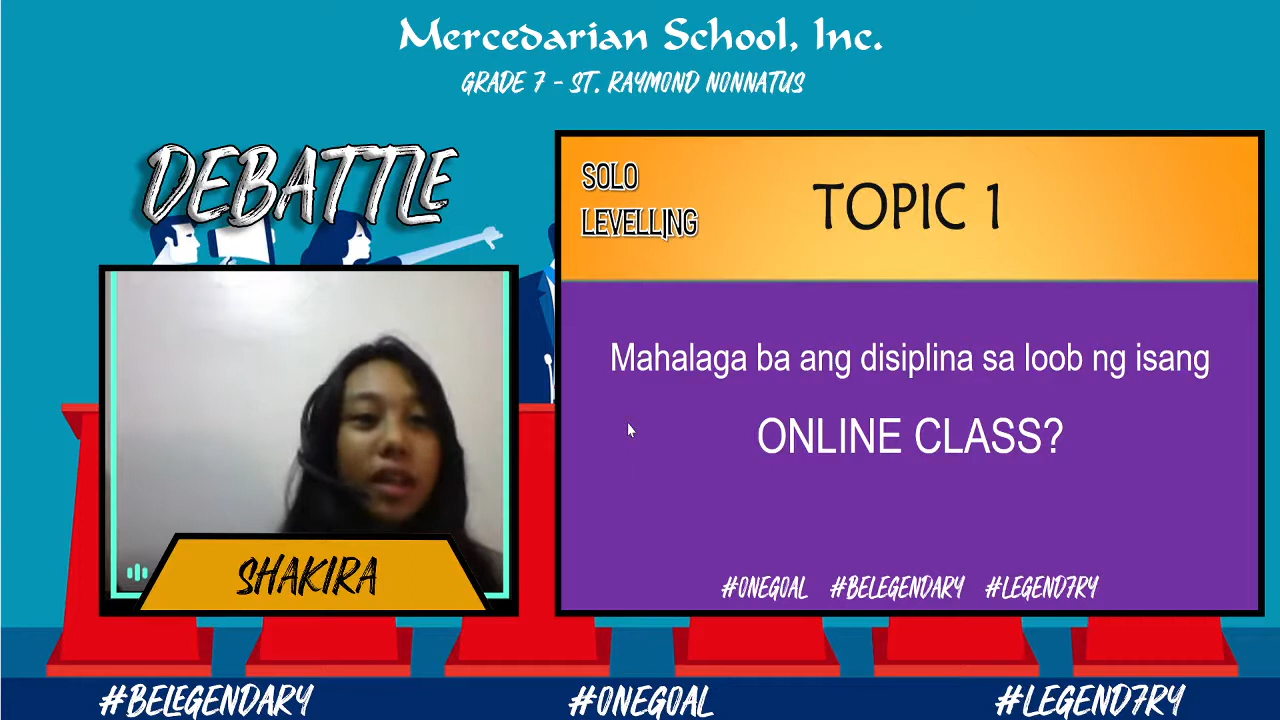 Mercedarian School, Inc.
GRADE 7 - ST. RAYMOND NONNATUS
DEBATTLE
SOLO
LEVELLING
TOPIC 1
Mahalaga ba ang disiplina sa loob ng isang
ONLINE CLASS?
SHAKIRA
#ONEGOAL #BELEGENDARY #LEGEND7RY
#BELEGENDARY #ONEGOAL #LEGEND7RY